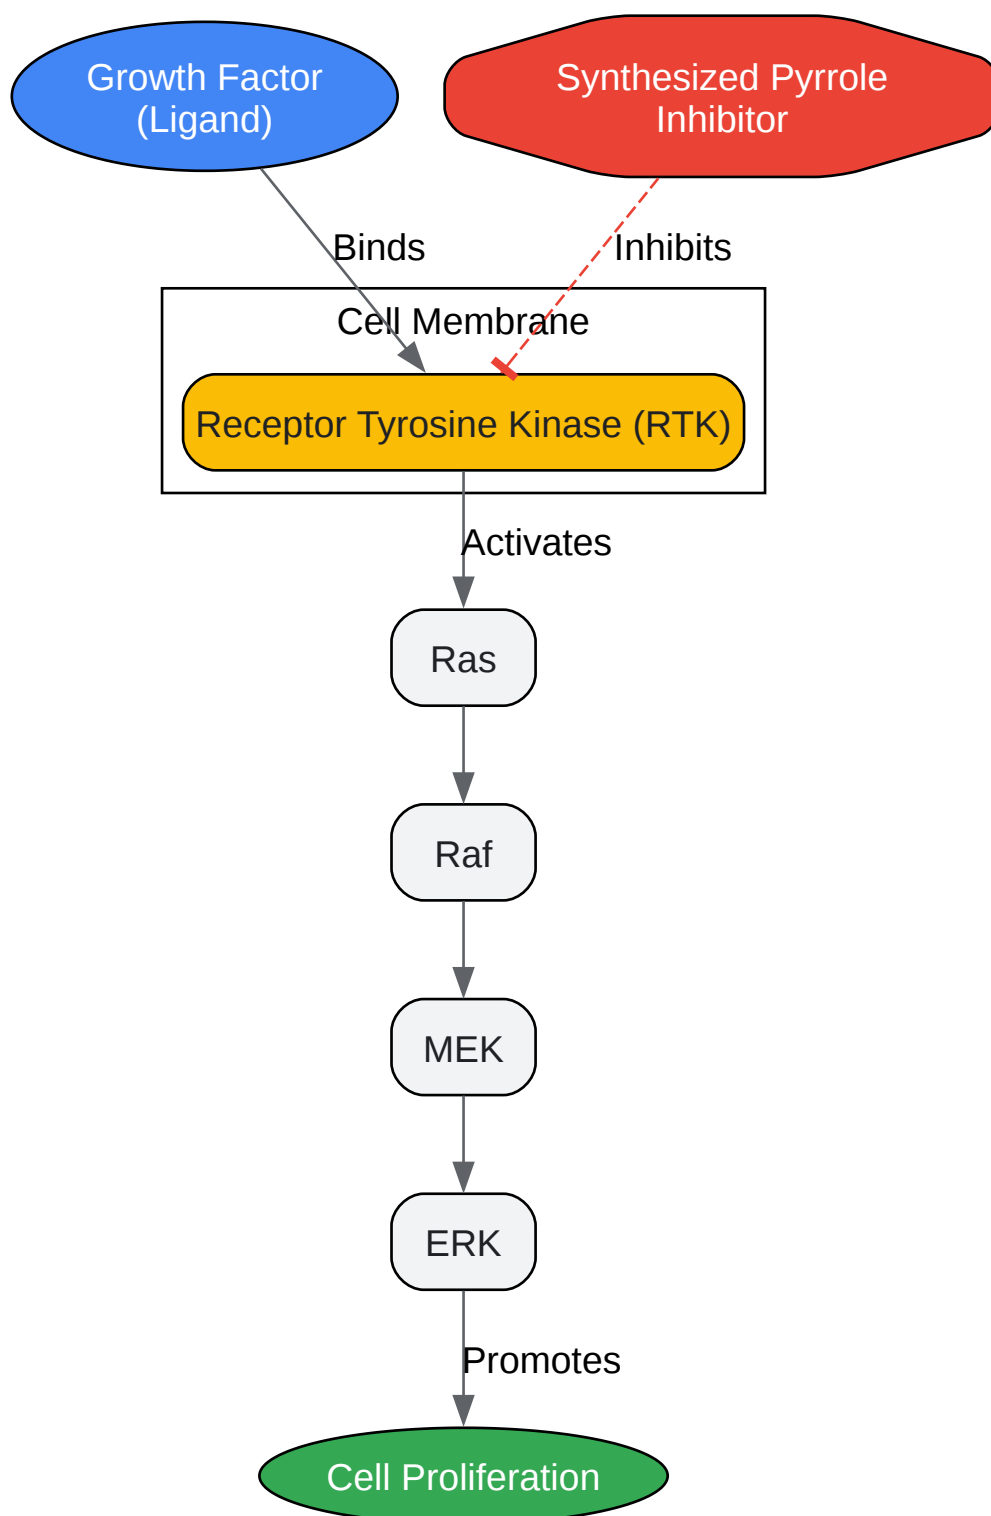 Growth Factor
(Ligand)
Synthesized Pyrrole
Inhibitor
Binds
Inhibits
Cell Membrane
Receptor Tyrosine Kinase (RTK)
Activates
Ras
Raf
MEK
ERK
Promotes
Cell Proliferation